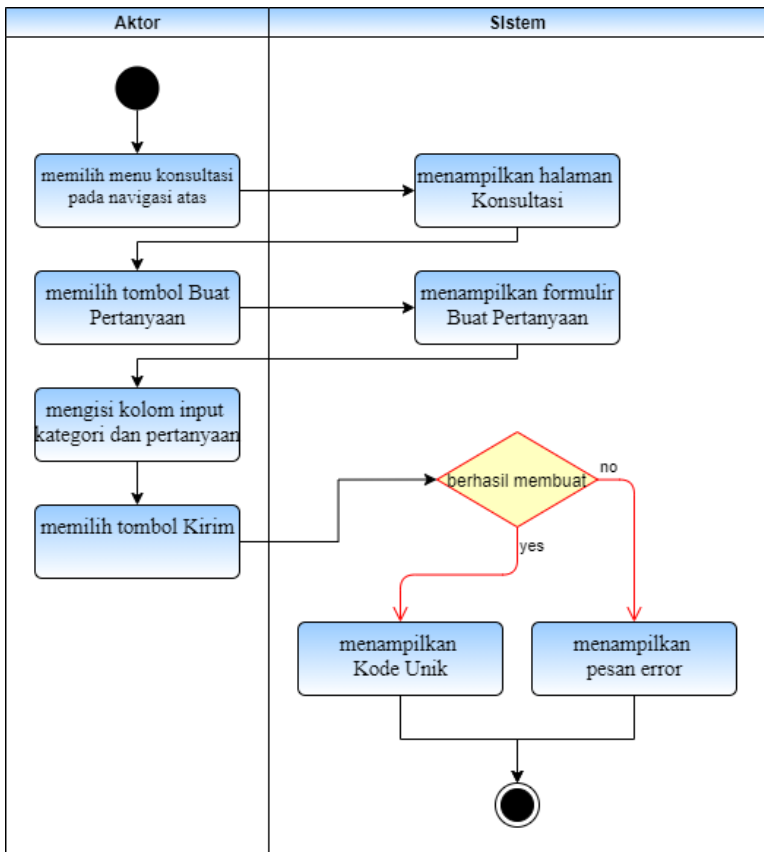 Aktor
SIstem
memilih menu konsultasi
pada navigasi atas
menampilkan halaman
Konsultasi
memilih tombol Buat
Pertanyaan
menampilkan formulir
Buat Pertanyaan
mengisi kolom input
kategori dan pertanyaan
memilih tombol Kirim
berhasil membuat
no
yes
menampilkan
Kode Unik
menampilkan
pesan error